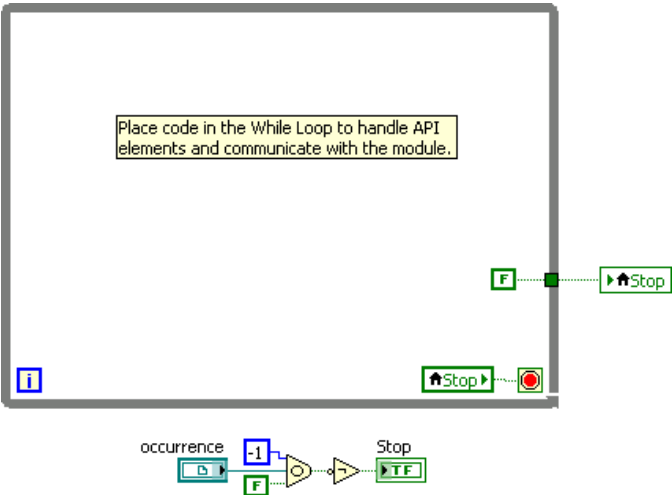 Place code in the While Loop to handle API
elements and communicate with the module.
F
Stop
i
Stop
occurrence
-1
Stop
TF
F